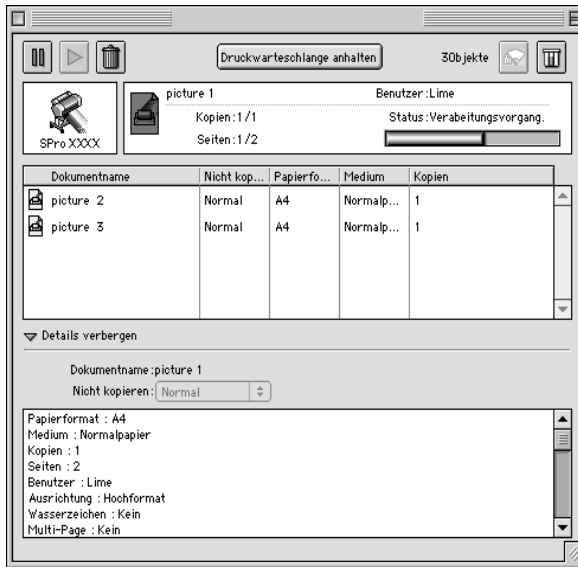 Druckwarteschlange anhalten
3Objekte
SPro XXXX
picture 1
Benutzer :Lime
Kopien:1/1
Status:Verabeitungsvorgang.
Seiten:1/2
Dokumentname Nicht kop... Papierfo... Medium Kopien
picture 2 Normal A4 Normalp... 1
picture 3 Normal A4 Normalp... 1
Details verbergen
Dokumentname:picture 1
Nicht kopieren: Normal
Papierformat : A4
Medium : Normalpapier
Kopien : 1
Seiten : 2
Benutzer : Lime
Ausrichtung : Hochformat
Wasserzeichen : Kein
Multi-Page : Kein